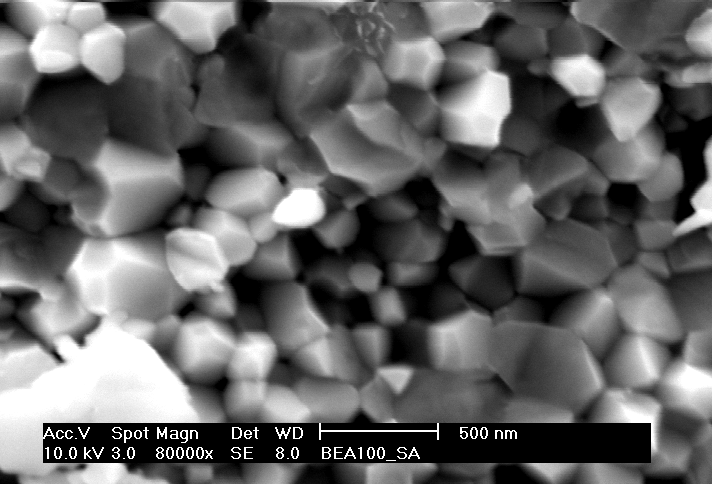 Acc.V Spot Magn Det WD 500 nm
10.0 kV 3.0 80000x SE 8.0 BEA100_SA